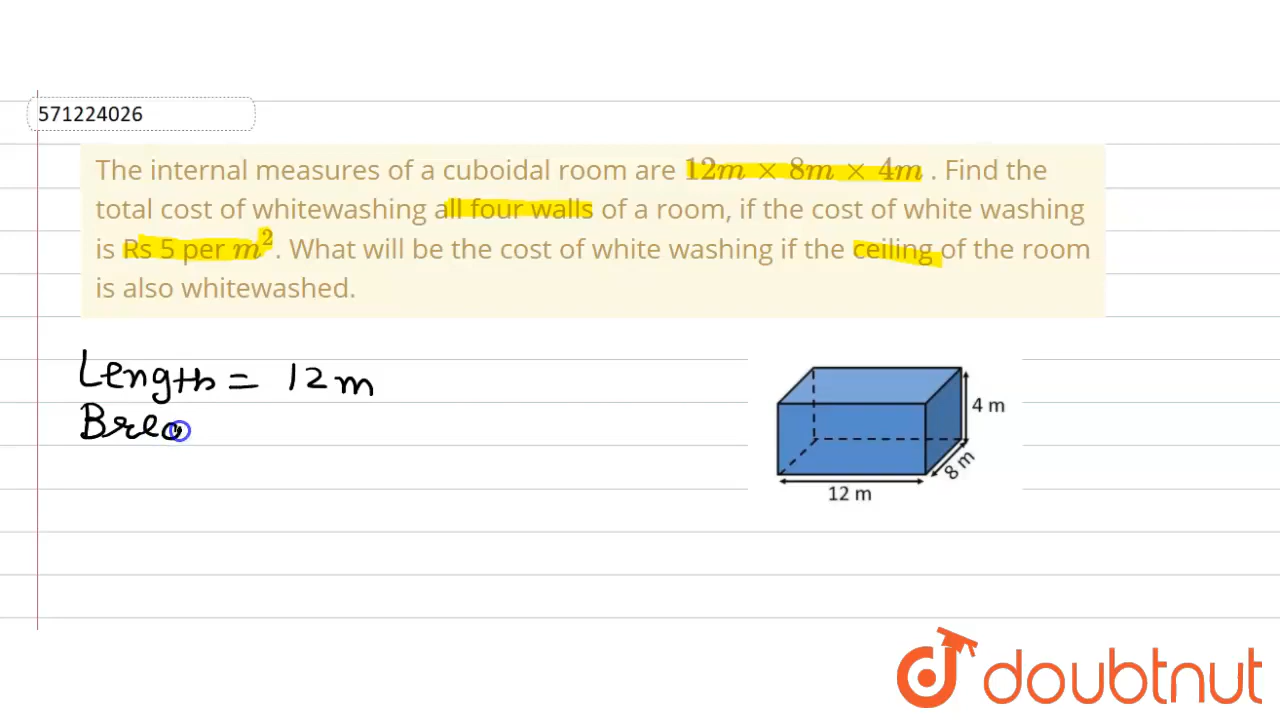 571224026
The internal measures of a cuboidal room are 12m × 8m × 4m . Find the
total cost of whitewashing all four walls of a room, if the cost of white washing
is Rs 5 per m². What will be the cost of white washing if the ceiling of the room
is also whitewashed.
Length = 12 m
Brea
4 m
8 m
12 m
doubtnut